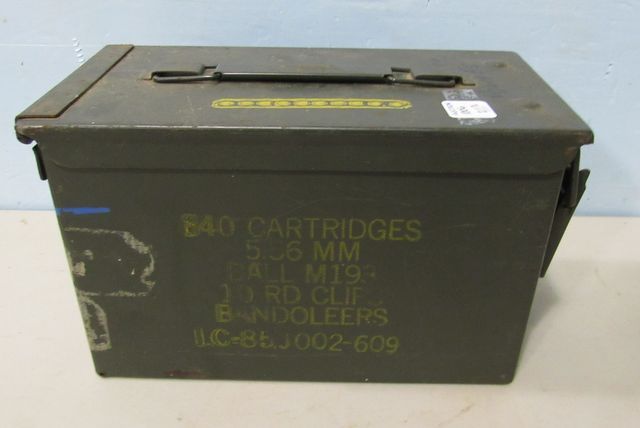 840 CARTRIDGES
5.56 MM
BALL M193
10 RD CLIPS
BANDOLEERS
LC-85J002-609